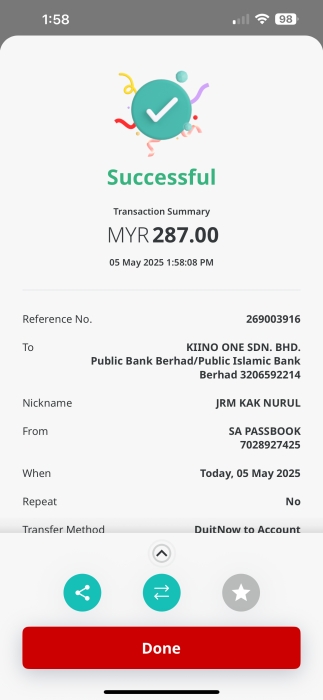 1:58
98
Successful
Transaction Summary
MYR 287.00
05 May 2025 1:58:08 PM
Reference No. 269003916
To KIINO ONE SDN. BHD.
Public Bank Berhad/Public Islamic Bank
Berhad 3206592214
Nickname JRM KAK NURUL
From SA PASSBOOK
7028927425
When Today, 05 May 2025
Repeat No
Transfer Method DuitNow to Account
Done